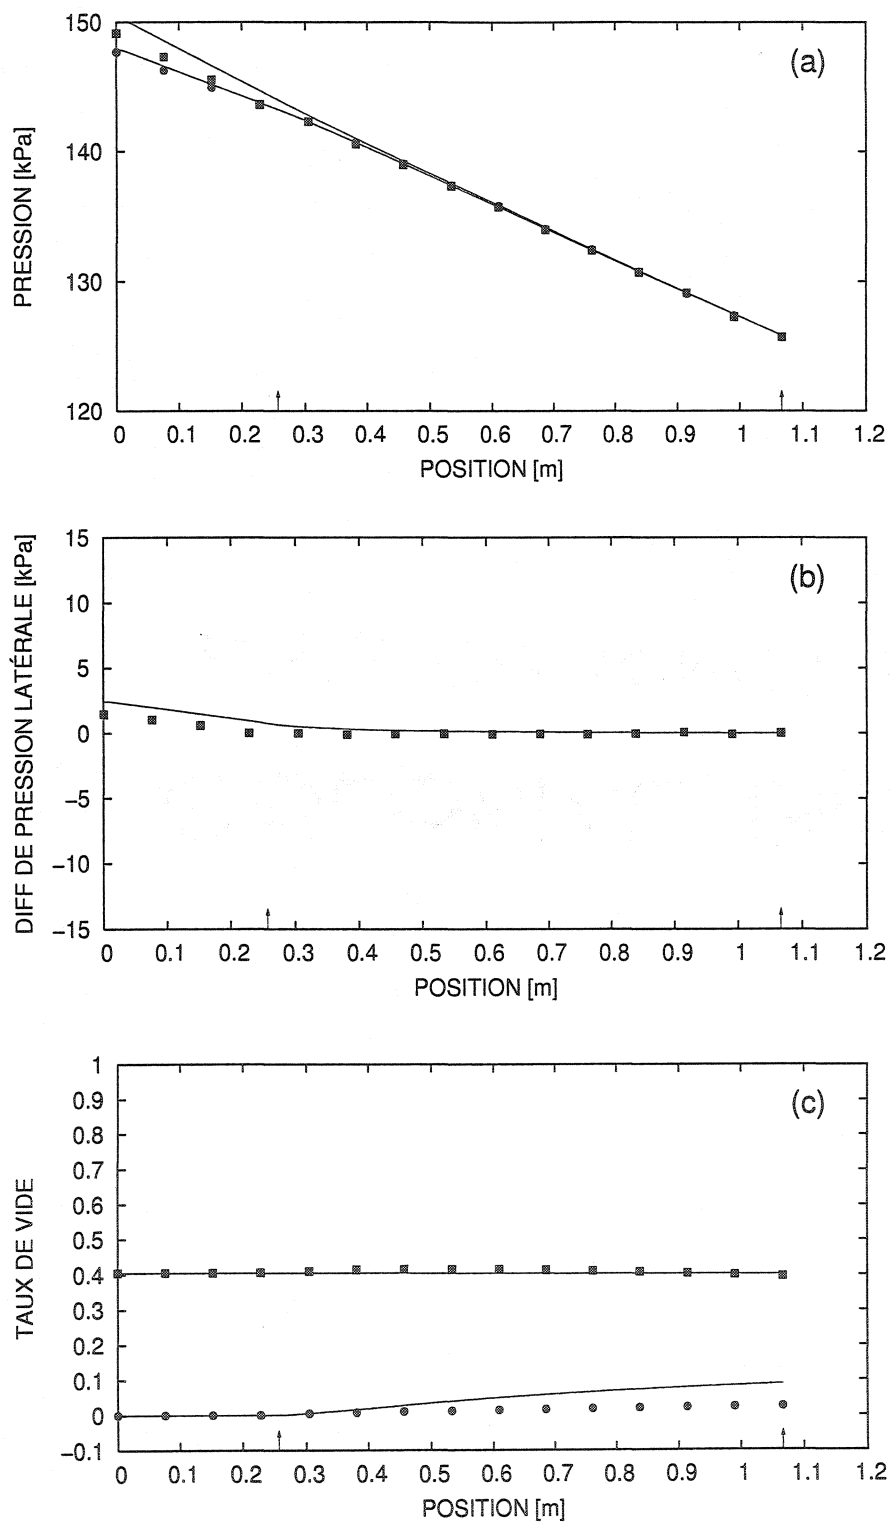 150
140
130
120
PRESSION [kPa]
(a)
0 0.1 0.2 0.3 0.4 0.5 0.6 0.7 0.8 0.9 1 1.1 1.2
POSITION [m]
15
10
5
0
−5
−10
−15
DIFF DE PRESSION LATÉRALE [kPa]
(b)
0 0.1 0.2 0.3 0.4 0.5 0.6 0.7 0.8 0.9 1 1.1 1.2
POSITION [m]
1
0.9
0.8
0.7
0.6
0.5
0.4
0.3
0.2
0.1
0
−0.1
TAUX DE VIDE
(c)
0 0.1 0.2 0.3 0.4 0.5 0.6 0.7 0.8 0.9 1 1.1 1.2
POSITION [m]